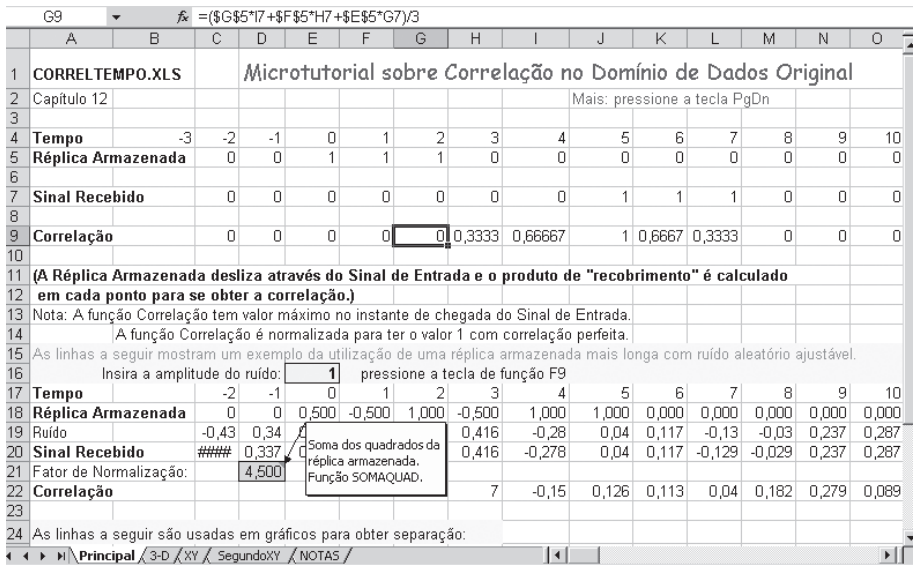 G9 fx =($G$5*I7+$F$5*H7+$E$5*G7)/3
A B C D E F G H I J K L M N O
1 CORRELTEMPO.XLS Microtutorial sobre Correlação no Domínio de Dados Original
2 Capítulo 12 Mais: pressione a tecla PgDn
3
4 Tempo -3 -2 -1 0 1 2 3 4 5 6 7 8 9 10
5 Réplica Armazenada 0 0 1 1 1 0 0 0 0 0 0 0 0
6
7 Sinal Recebido 0 0 0 0 0 0 0 1 1 1 0 0 0
8
9 Correlação 0 0 0 0 0 0,3333 0,66667 1 0,6667 0,3333 0 0 0
10
11 (A Réplica Armazenada desliza através do Sinal de Entrada e o produto de "recobrimento" é calculado
12 em cada ponto para se obter a correlação.)
13 Nota: A função Correlação tem valor máximo no instante de chegada do Sinal de Entrada.
14 A função Correlação é normalizada para ter o valor 1 com correlação perfeita.
15 As linhas a seguir mostram um exemplo da utilização de uma réplica armazenada mais longa com ruído aleatório ajustável.
16 Insira a amplitude do ruído: 1 pressione a tecla de função F9
17 Tempo -2 -1 0 1 2 3 4 5 6 7 8 9 10
18 Réplica Armazenada 0 0 0,500 -0,500 1,000 -0,500 1,000 1,000 0,000 0,000 0,000 0,000 0,000
19 Ruído -0,43 0,34 0,416 -0,28 0,04 0,117 -0,13 -0,03 0,237 0,287
20 Sinal Recebido #### 0,337 0,416 -0,278 0,04 0,117 -0,129 -0,029 0,237 0,287
21 Fator de Normalização: 4,500
22 Correlação 7 -0,15 0,126 0,113 0,04 0,182 0,279 0,089
Soma dos quadrados da
réplica armazenada.
Função SOMAQUAD.
23
24 As linhas a seguir são usadas em gráficos para obter separação:
Principal / 3-D / XY / SegundoXY / NOTAS /